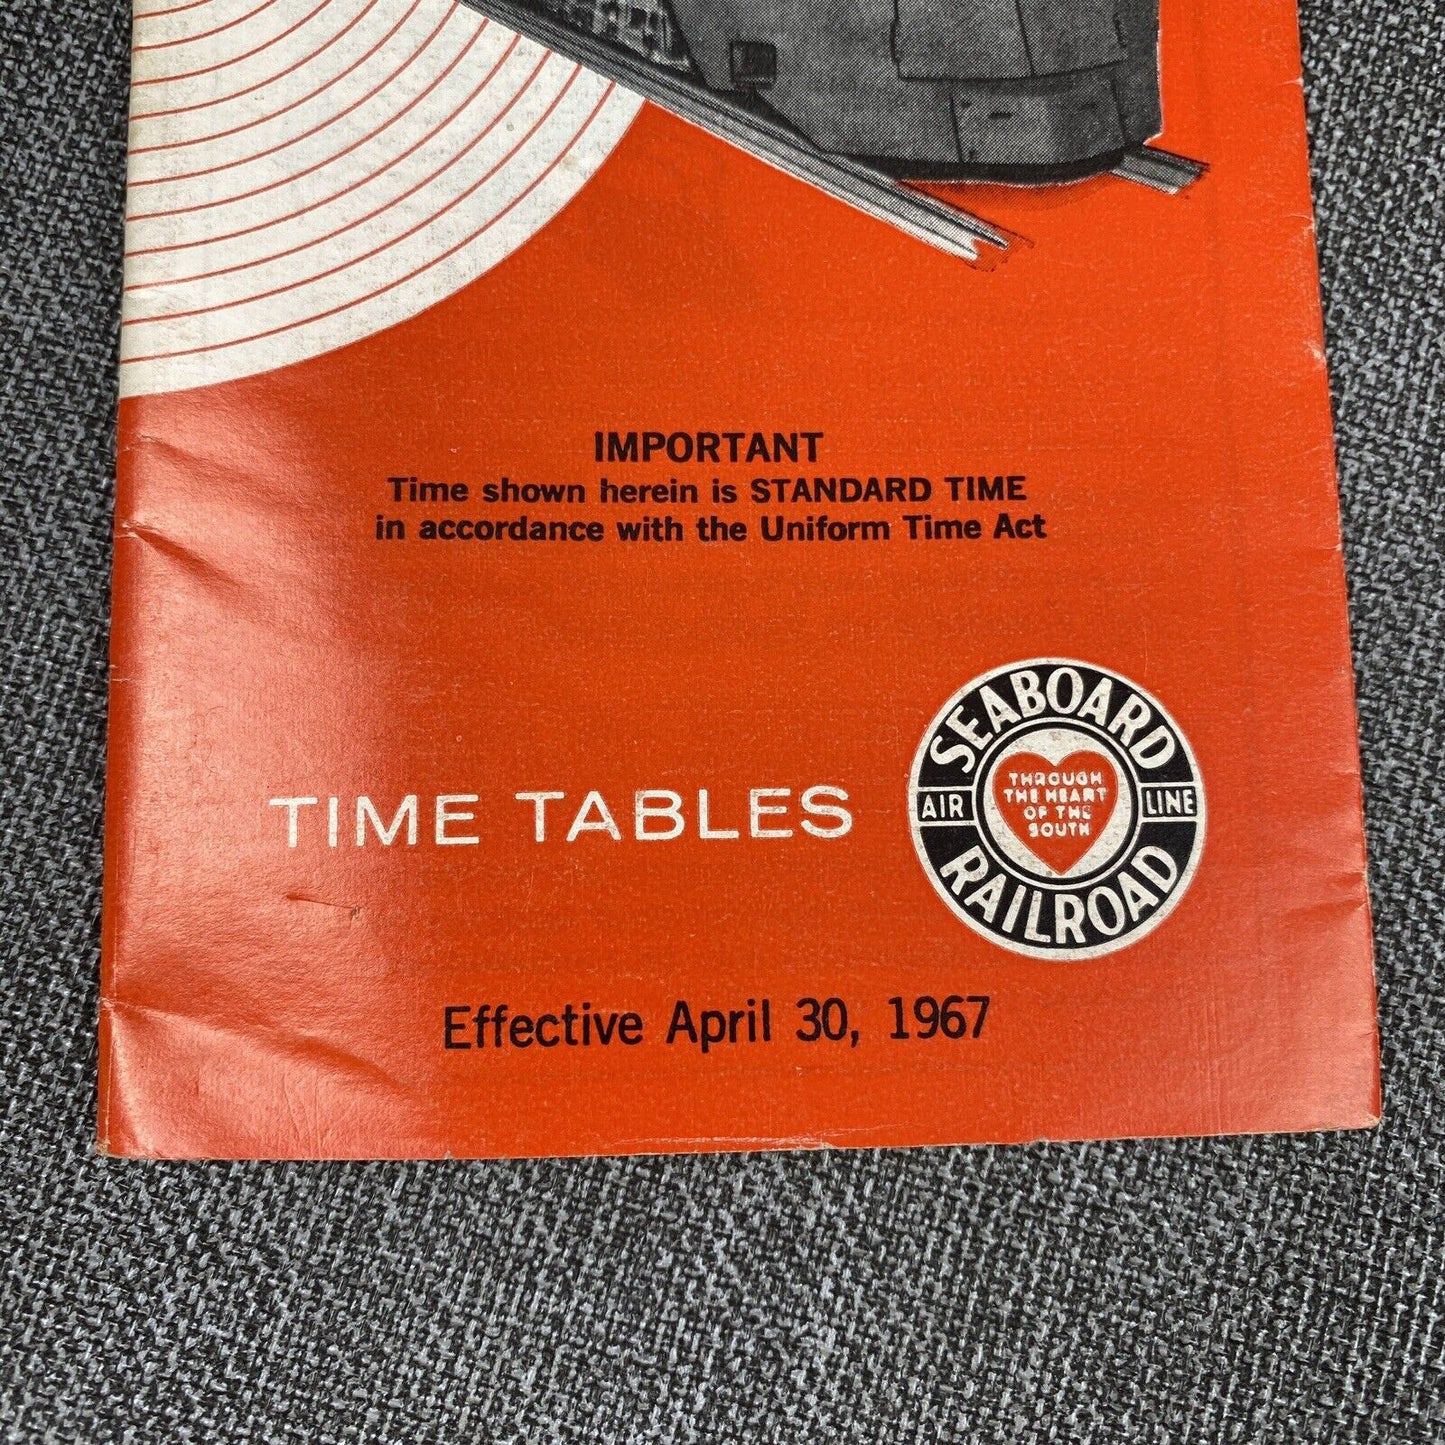 IMPORTANT
Time shown herein is STANDARD TIME
in accordance with the Uniform Time Act
TIME TABLES
SEABOARD
AIR LINE
RAILROAD
THROUGH
THE HEART
OF THE
SOUTH
Effective April 30, 1967